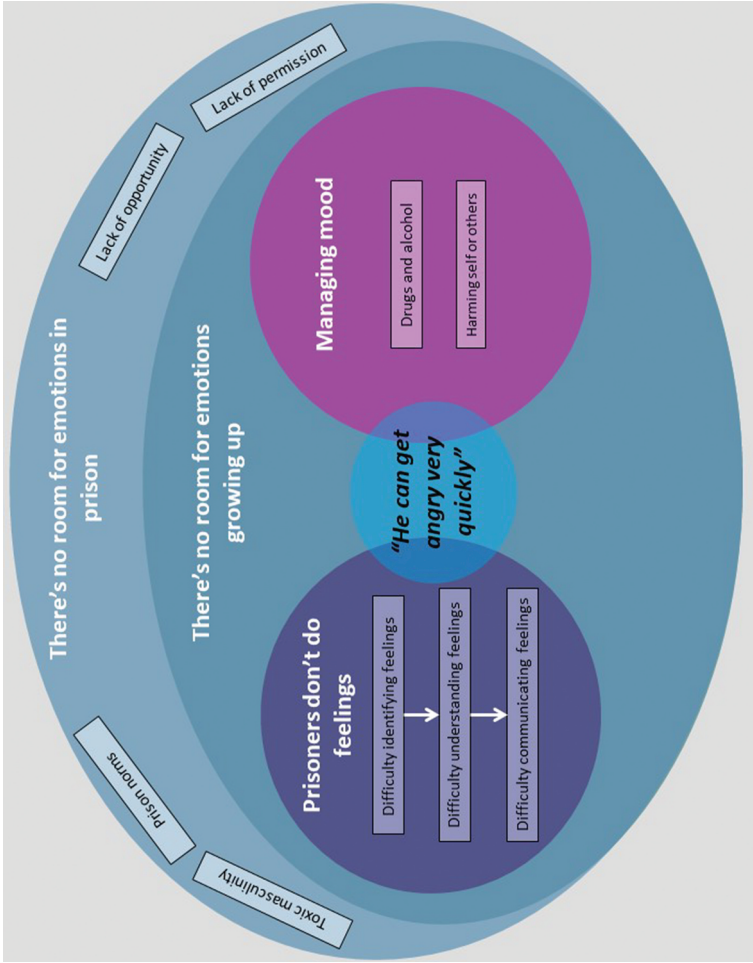 There's no room for emotions in
prison
Toxic masculinity
Prison norms
Lack of opportunity
Lack of permission
There's no room for emotions
growing up
Prisoners don't do
feelings
Difficulty identifying feelings
Difficulty understanding feelings
Difficulty communicating feelings
“He can get
angry very
quickly”
Managing mood
Drugs and alcohol
Harming self or others